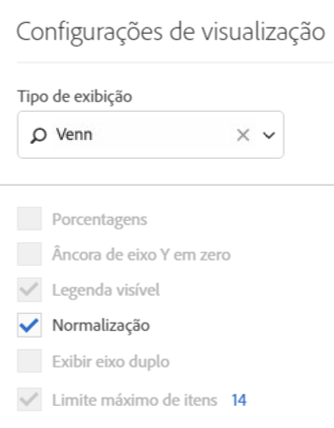 Configurações de visualização
Tipo de exibição
Venn
Porcentagens
Âncora de eixo Y em zero
Legenda visível
Normalização
Exibir eixo duplo
Limite máximo de itens 14